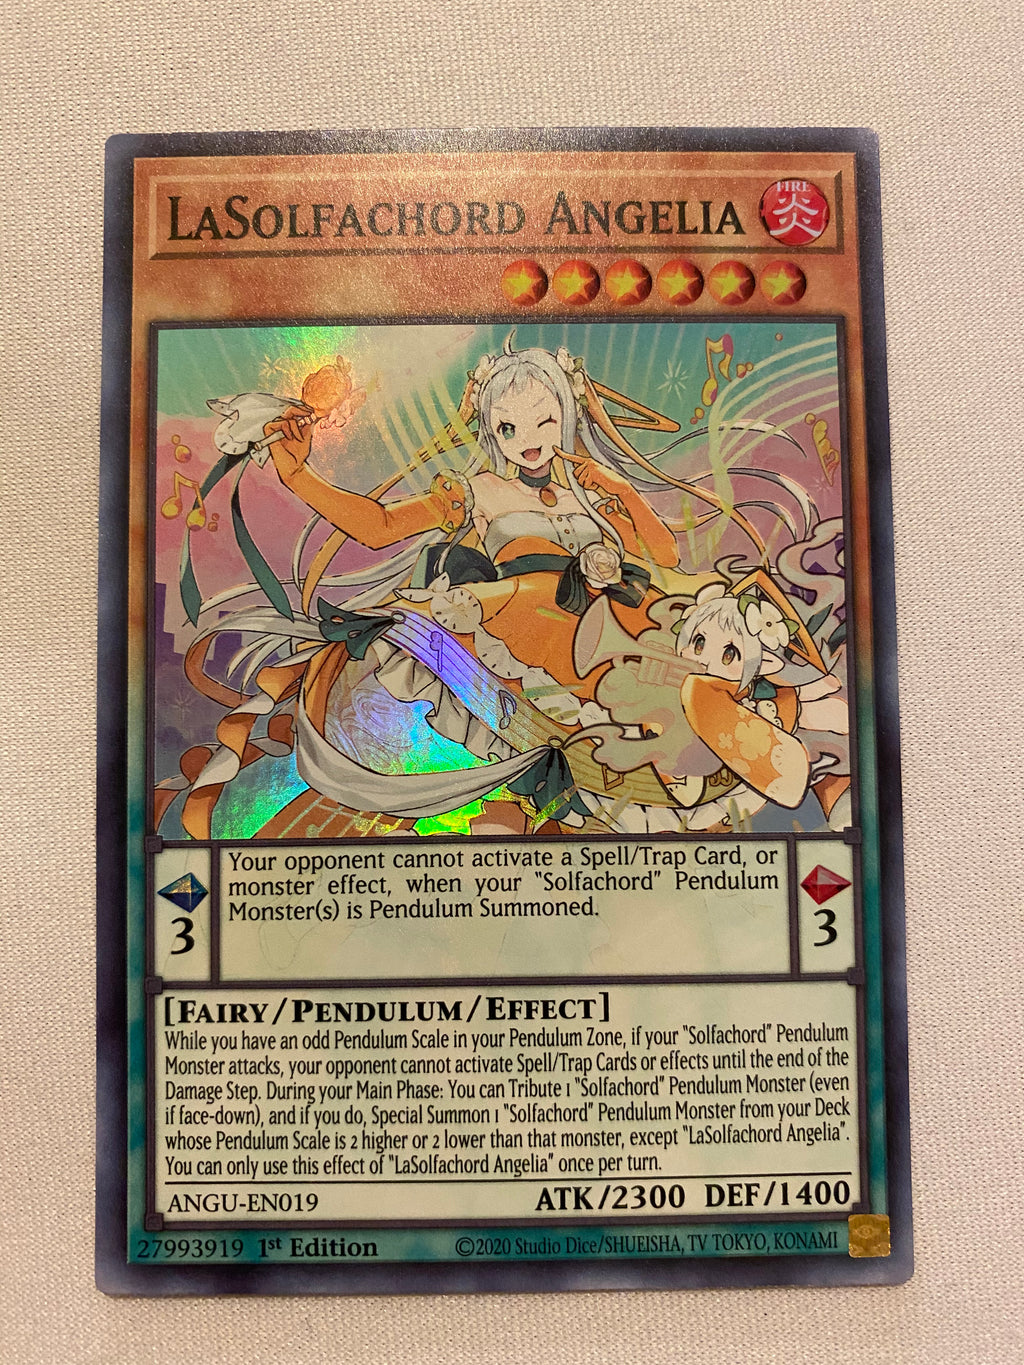 LaSolfachord Angelia
FIRE
炎
Your opponent cannot activate a Spell/Trap Card, or
monster effect, when your "Solfachord" Pendulum
Monster(s) is Pendulum Summoned.
3
3
[Fairy/Pendulum/Effect]
While you have an odd Pendulum Scale in your Pendulum Zone, if your "Solfachord" Pendulum
Monster attacks, your opponent cannot activate Spell/Trap Cards or effects until the end of the
Damage Step. During your Main Phase: You can Tribute 1 "Solfachord" Pendulum Monster (even
if face-down), and if you do, Special Summon 1 "Solfachord" Pendulum Monster from your Deck
whose Pendulum Scale is 2 higher or 2 lower than that monster, except "LaSolfachord Angelia".
You can only use this effect of "LaSolfachord Angelia" once per turn.
ANGU-EN019 ATK/2300 DEF/1400
27993919 1st Edition ©2020 Studio Dice/SHUEISHA, TV TOKYO, KONAMI